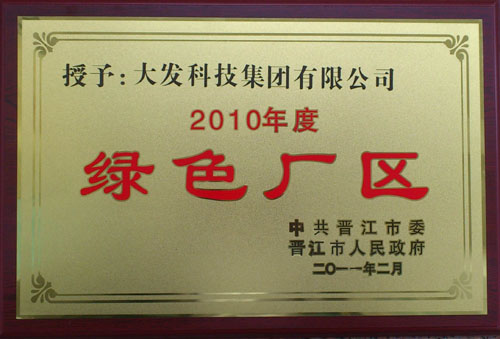 授予:大发科技集团有限公司
2010年度
绿色厂区
中共晋江市委
晋江市人民政府
二〇一一年二月